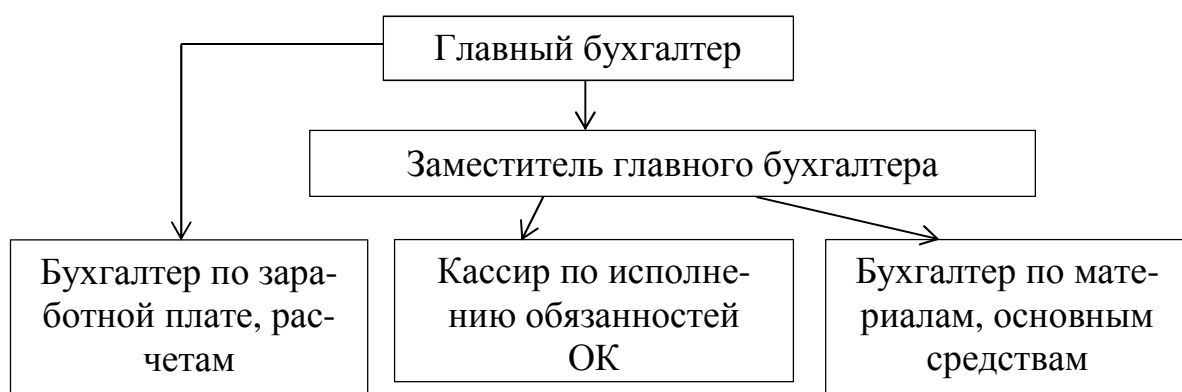 Главный бухгалтер
Заместитель главного бухгалтера
Бухгалтер по зара-
ботной плате, рас-
четам
Кассир по исполне-
нию обязанностей
ОК
Бухгалтер по мате-
риалам, основным
средствам